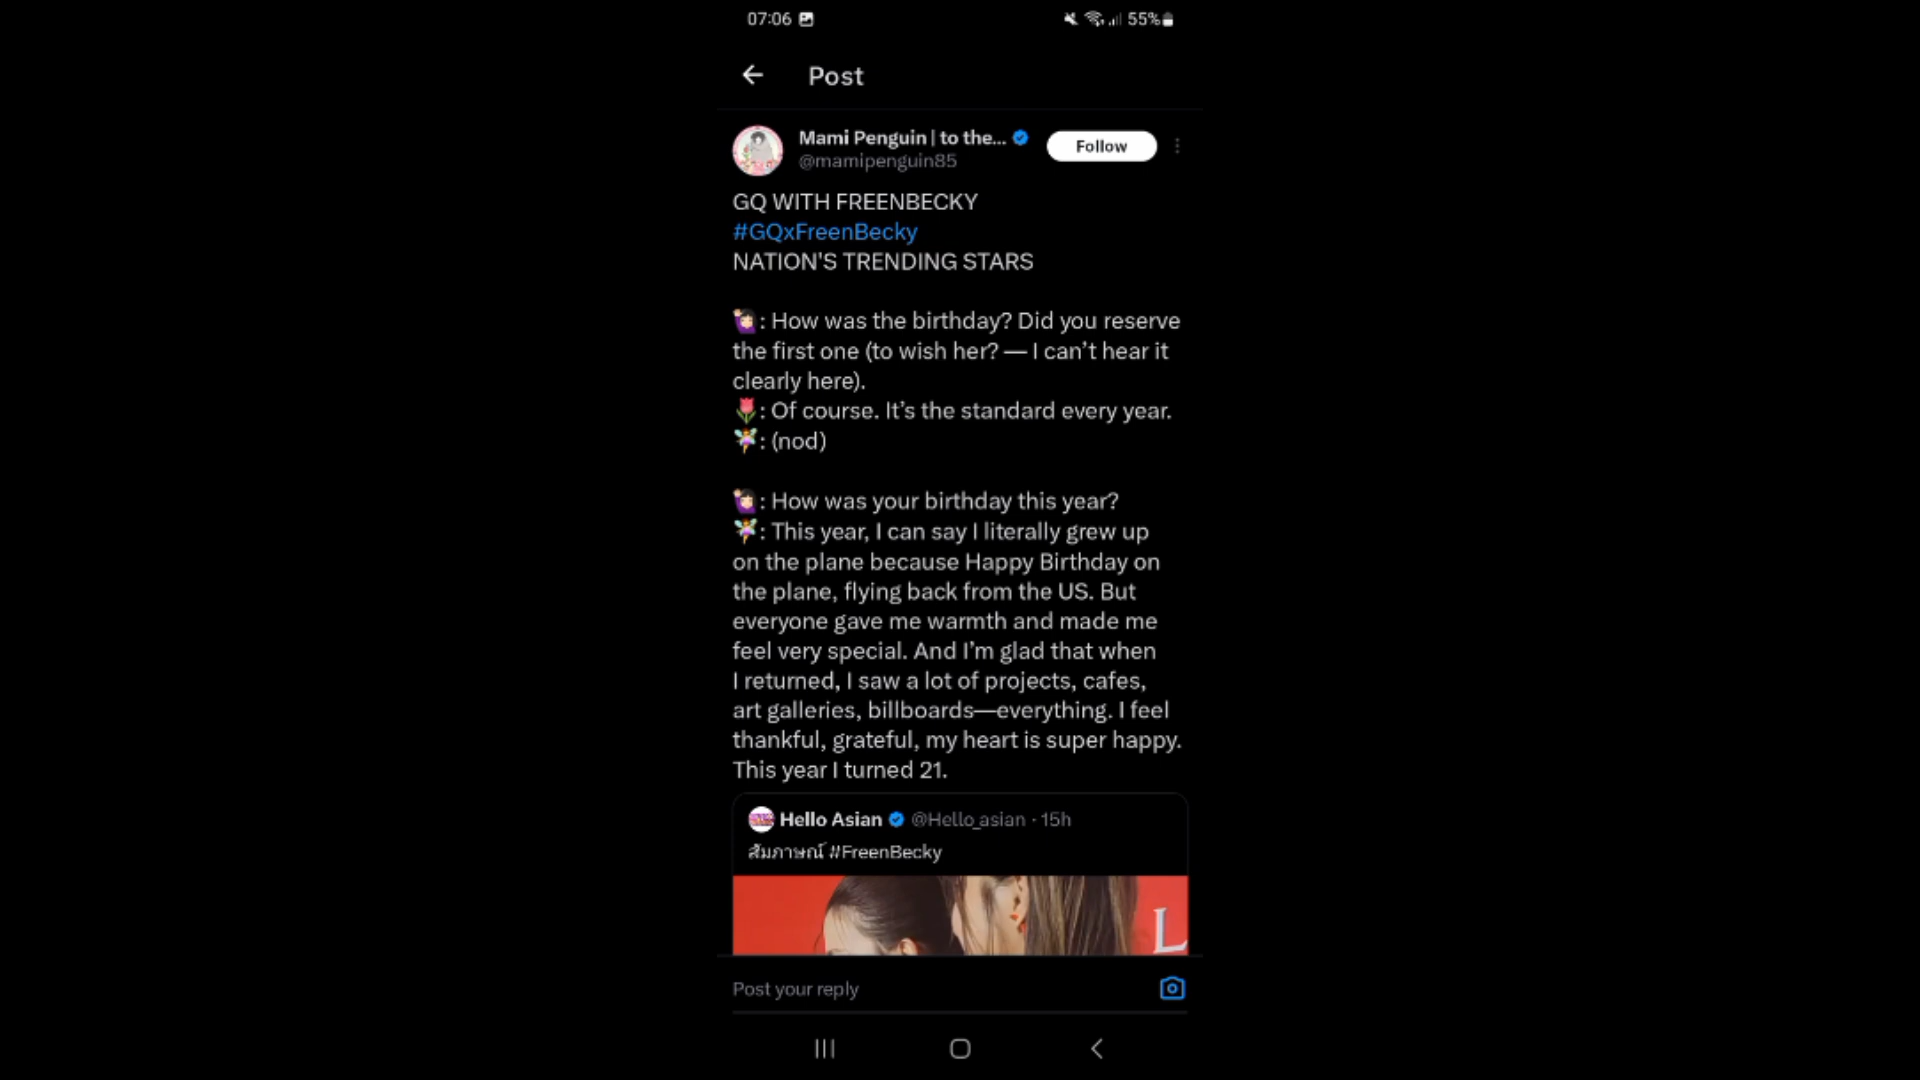 07:06 55%
Post
Mami Penguin | to the...
@mamipenguin85
Follow
GQ WITH FREENBECKY
#GQxFreenBecky
NATION'S TRENDING STARS
🙋🏻‍♀️: How was the birthday? Did you reserve
the first one (to wish her? — I can’t hear it
clearly here).
🌷: Of course. It’s the standard every year.
🧚🏻‍♀️: (nod)
🙋🏻‍♀️: How was your birthday this year?
🧚🏻‍♀️: This year, I can say I literally grew up
on the plane because Happy Birthday on
the plane, flying back from the US. But
everyone gave me warmth and made me
feel very special. And I’m glad that when
I returned, I saw a lot of projects, cafes,
art galleries, billboards—everything. I feel
thankful, grateful, my heart is super happy.
This year I turned 21.
Hello Asian @Hello_asian · 15h
สัมภาษณ์ #FreenBecky
L
Post your reply